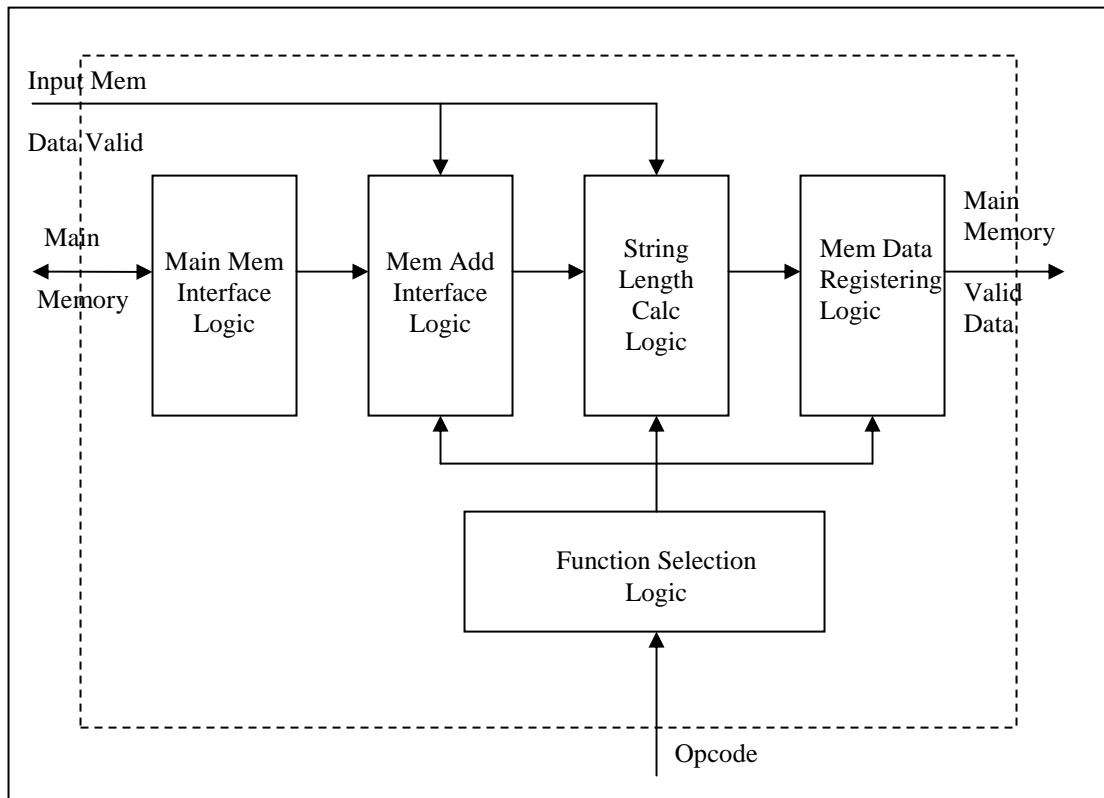 Input Mem
Data Valid
Main
Memory
Main Mem
Interface
Logic
Mem Add
Interface
Logic
String
Length
Calc
Logic
Mem Data
Registering
Logic
Main
Memory
Valid
Data
Function Selection
Logic
Opcode